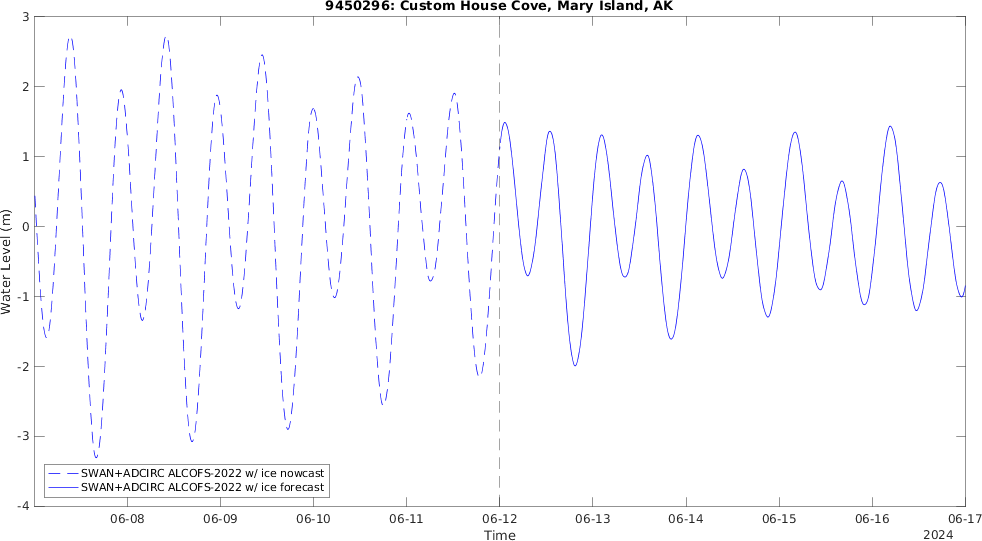 9450296: Custom House Cove, Mary Island, AK
3
2
1
0
-1
-2
-3
-4
Water Level (m)
SWAN+ADCIRC ALCOFS-2022 w/ ice nowcast
SWAN+ADCIRC ALCOFS-2022 w/ ice forecast
06-08 06-09 06-10 06-11 06-12 06-13 06-14 06-15 06-16 06-17
Time
2024